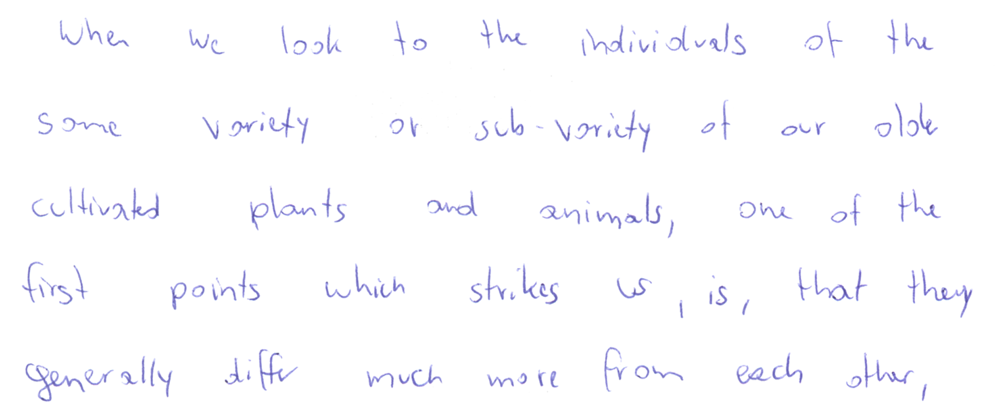 When we look to the individuals of the
same variety or sub-variety of our olde
cultivated plants and animals, one of the
first points which strikes us, is, that they
generally differ much more from each other,